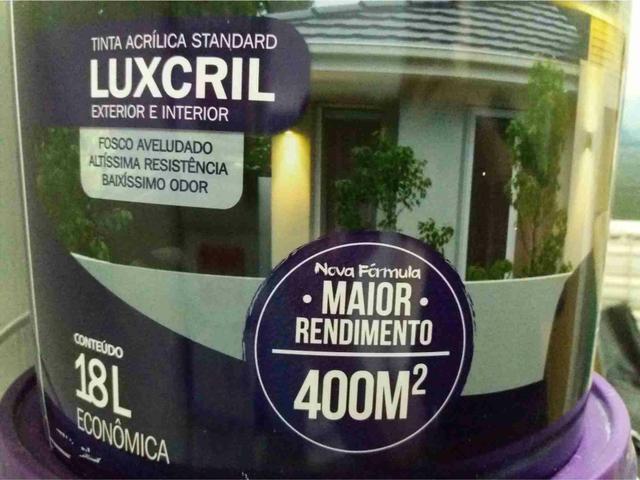 TINTA ACRÍLICA STANDARD
LUXCRIL
EXTERIOR E INTERIOR
FOSCO AVELUDADO
ALTÍSSIMA RESISTÊNCIA
BAIXÍSSIMO ODOR
Nova Fórmula
• MAIOR •
RENDIMENTO
400M²
CONTEÚDO
18L
ECONÔMICA